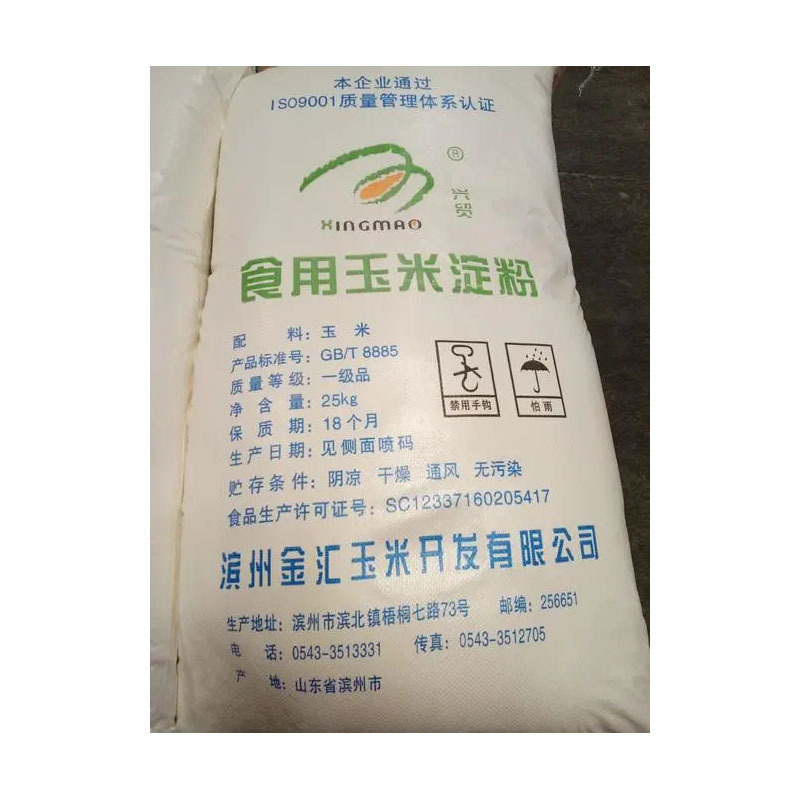 本企业通过
ISO9001质量管理体系认证
®
兴贸
XINGMAO
食用玉米淀粉
配 料：玉 米
产品标准号：GB/T 8885
质量等级：一级品
净含量：25kg
保质期：18个月
生产日期：见侧面喷码
贮存条件：阴凉 干燥 通风 无污染
食品生产许可证号：SC12337160205417
禁用手钩
怕雨
滨州金汇玉米开发有限公司
生产地址：滨州市滨北镇梧桐七路73号 邮编：256651
电 话：0543-3513331 传真：0543-3512705
产 地：山东省滨州市